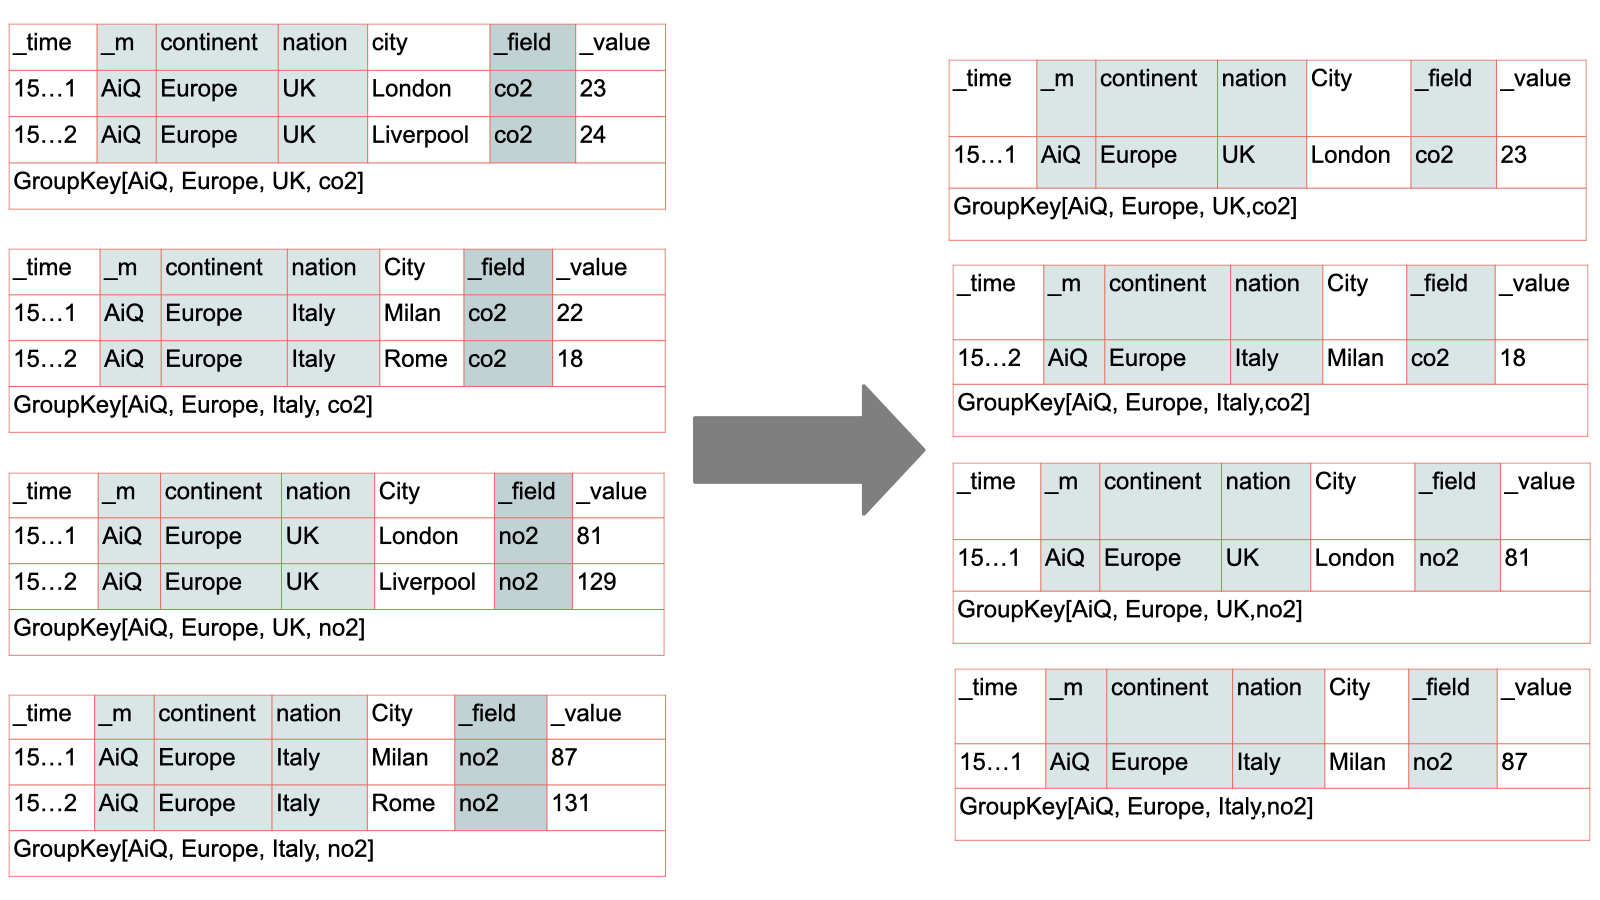 _time _m continent nation city _field _value
15…1 AiQ Europe UK London co2 23
15…2 AiQ Europe UK Liverpool co2 24
GroupKey[AiQ, Europe, UK, co2]
_time _m continent nation City _field _value
15…1 AiQ Europe Italy Milan co2 22
15…2 AiQ Europe Italy Rome co2 18
GroupKey[AiQ, Europe, Italy, co2]
_time _m continent nation City _field _value
15…1 AiQ Europe UK London no2 81
15…2 AiQ Europe UK Liverpool no2 129
GroupKey[AiQ, Europe, UK, no2]
_time _m continent nation City _field _value
15…1 AiQ Europe Italy Milan no2 87
15…2 AiQ Europe Italy Rome no2 131
GroupKey[AiQ, Europe, Italy, no2]
_time _m continent nation City _field _value
15…1 AiQ Europe UK London co2 23
GroupKey[AiQ, Europe, UK,co2]
_time _m continent nation City _field _value
15…2 AiQ Europe Italy Milan co2 18
GroupKey[AiQ, Europe, Italy,co2]
_time _m continent nation City _field _value
15…1 AiQ Europe UK London no2 81
GroupKey[AiQ, Europe, UK,no2]
_time _m continent nation City _field _value
15…1 AiQ Europe Italy Milan no2 87
GroupKey[AiQ, Europe, Italy,no2]